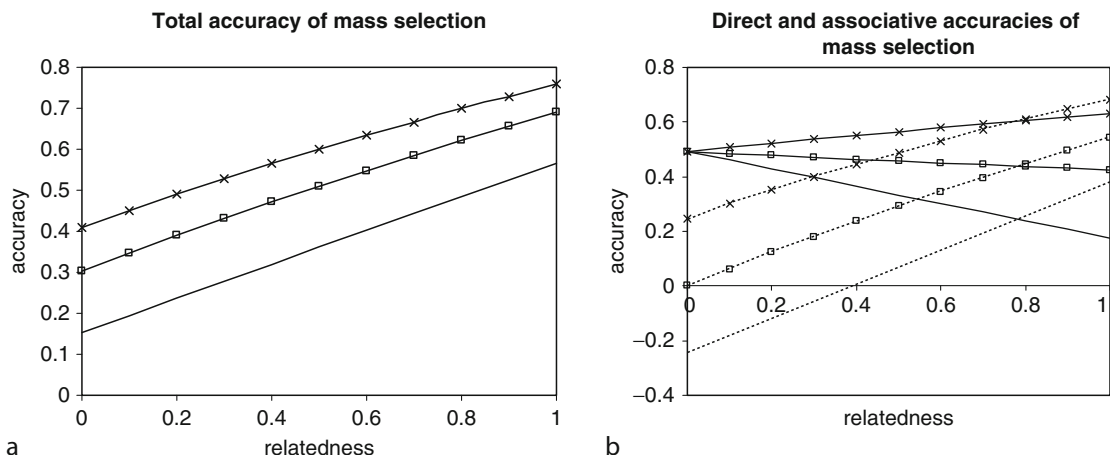 Total accuracy of mass selection
0.8
0.7
0.6
0.5
0.4
0.3
0.2
0.1
0
accuracy
0 0.2 0.4 0.6 0.8 1
relatedness
a
Direct and associative accuracies of
mass selection
0.8
0.6
0.4
0.2
0
−0.2
−0.4
accuracy
0 0.2 0.4 0.6 0.8 1
relatedness
b